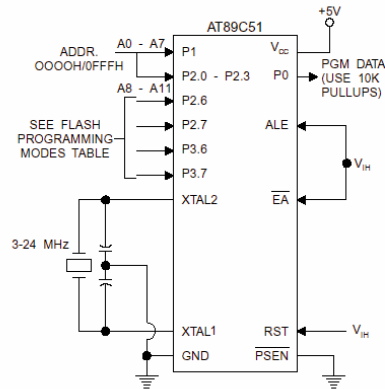 AT89C51
+5V
A0 - A7
ADDR.
OOOOH/0FFFH
P1
VCC
P2.0 - P2.3
P0
PGM DATA
(USE 10K
PULLUPS)
A8 - A11
P2.6
SEE FLASH
PROGRAMMING
MODES TABLE
P2.7
ALE
P3.6
VIH
P3.7
EA
XTAL2
3-24 MHz
XTAL1
RST
VIH
GND
PSEN